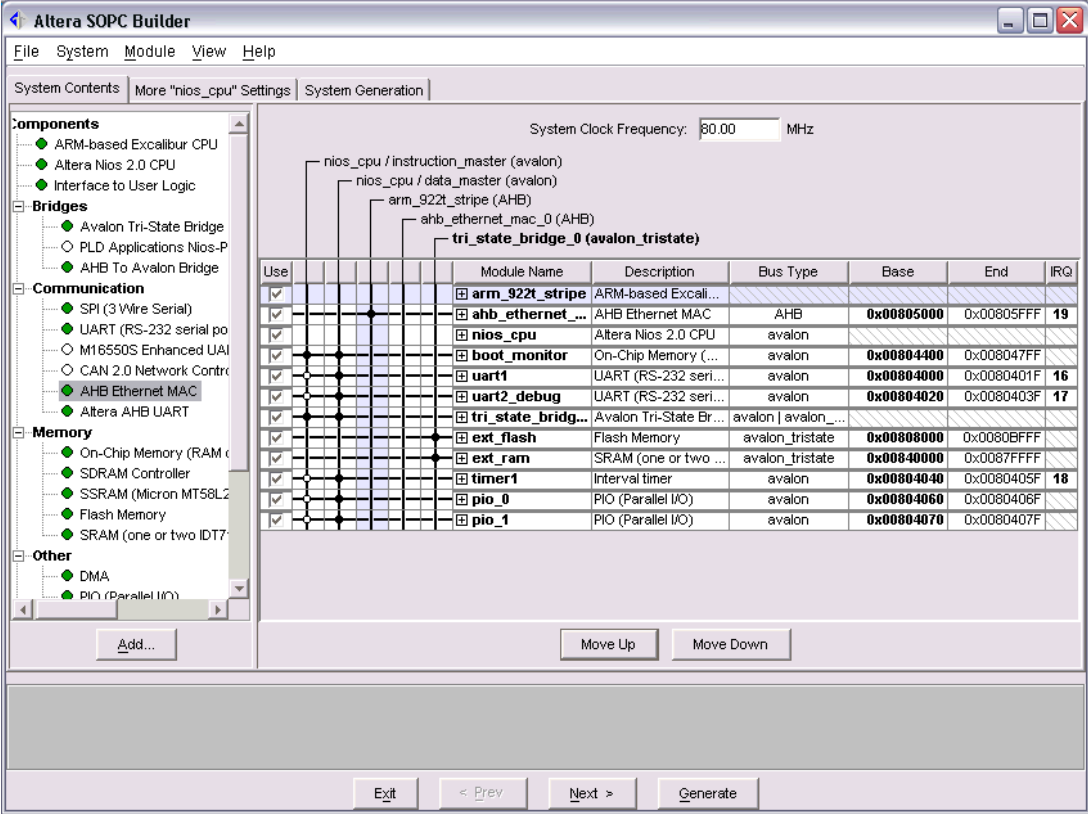 Altera SOPC Builder
File System Module View Help
System Contents More "nios_cpu" Settings System Generation
Components
ARM-based Excalibur CPU
Altera Nios 2.0 CPU
Interface to User Logic
Bridges
Avalon Tri-State Bridge
PLD Applications Nios-P
AHB To Avalon Bridge
Communication
SPI (3 Wire Serial)
UART (RS-232 serial po
M16550S Enhanced UAI
CAN 2.0 Network Contr
AHB Ethernet MAC
Altera AHB UART
Memory
On-Chip Memory (RAM
SDRAM Controller
SSRAM (Micron MT58L2
Flash Memory
SRAM (one or two IDT7
Other
DMA
PIO (Parallel I/O)
Add...
System Clock Frequency: 80.00 MHz
nios_cpu / instruction_master (avalon)
nios_cpu / data_master (avalon)
arm_922t_stripe (AHB)
ahb_ethernet_mac_0 (AHB)
tri_state_bridge_0 (avalon_tristate)
Use Module Name Description Bus Type Base End IRQ
arm_922t_stripe ARM-based Excali...
ahb_ethernet_... AHB Ethernet MAC AHB 0x00805000 0x00805FFF 19
nios_cpu Altera Nios 2.0 CPU avalon
boot_monitor On-Chip Memory (... avalon 0x00804400 0x008047FF
uart1 UART (RS-232 seri... avalon 0x00804000 0x0080401F 16
uart2_debug UART (RS-232 seri... avalon 0x00804020 0x0080403F 17
tri_state_bridg... Avalon Tri-State Br... avalon | avalon_...
ext_flash Flash Memory avalon_tristate 0x00808000 0x0080BFFF
ext_ram SRAM (one or two ... avalon_tristate 0x00840000 0x0087FFFF
timer1 Interval timer avalon 0x00804040 0x0080405F 18
pio_0 PIO (Parallel I/O) avalon 0x00804060 0x0080406F
pio_1 PIO (Parallel I/O) avalon 0x00804070 0x0080407F
Move Up Move Down
Exit < Prev Next > Generate